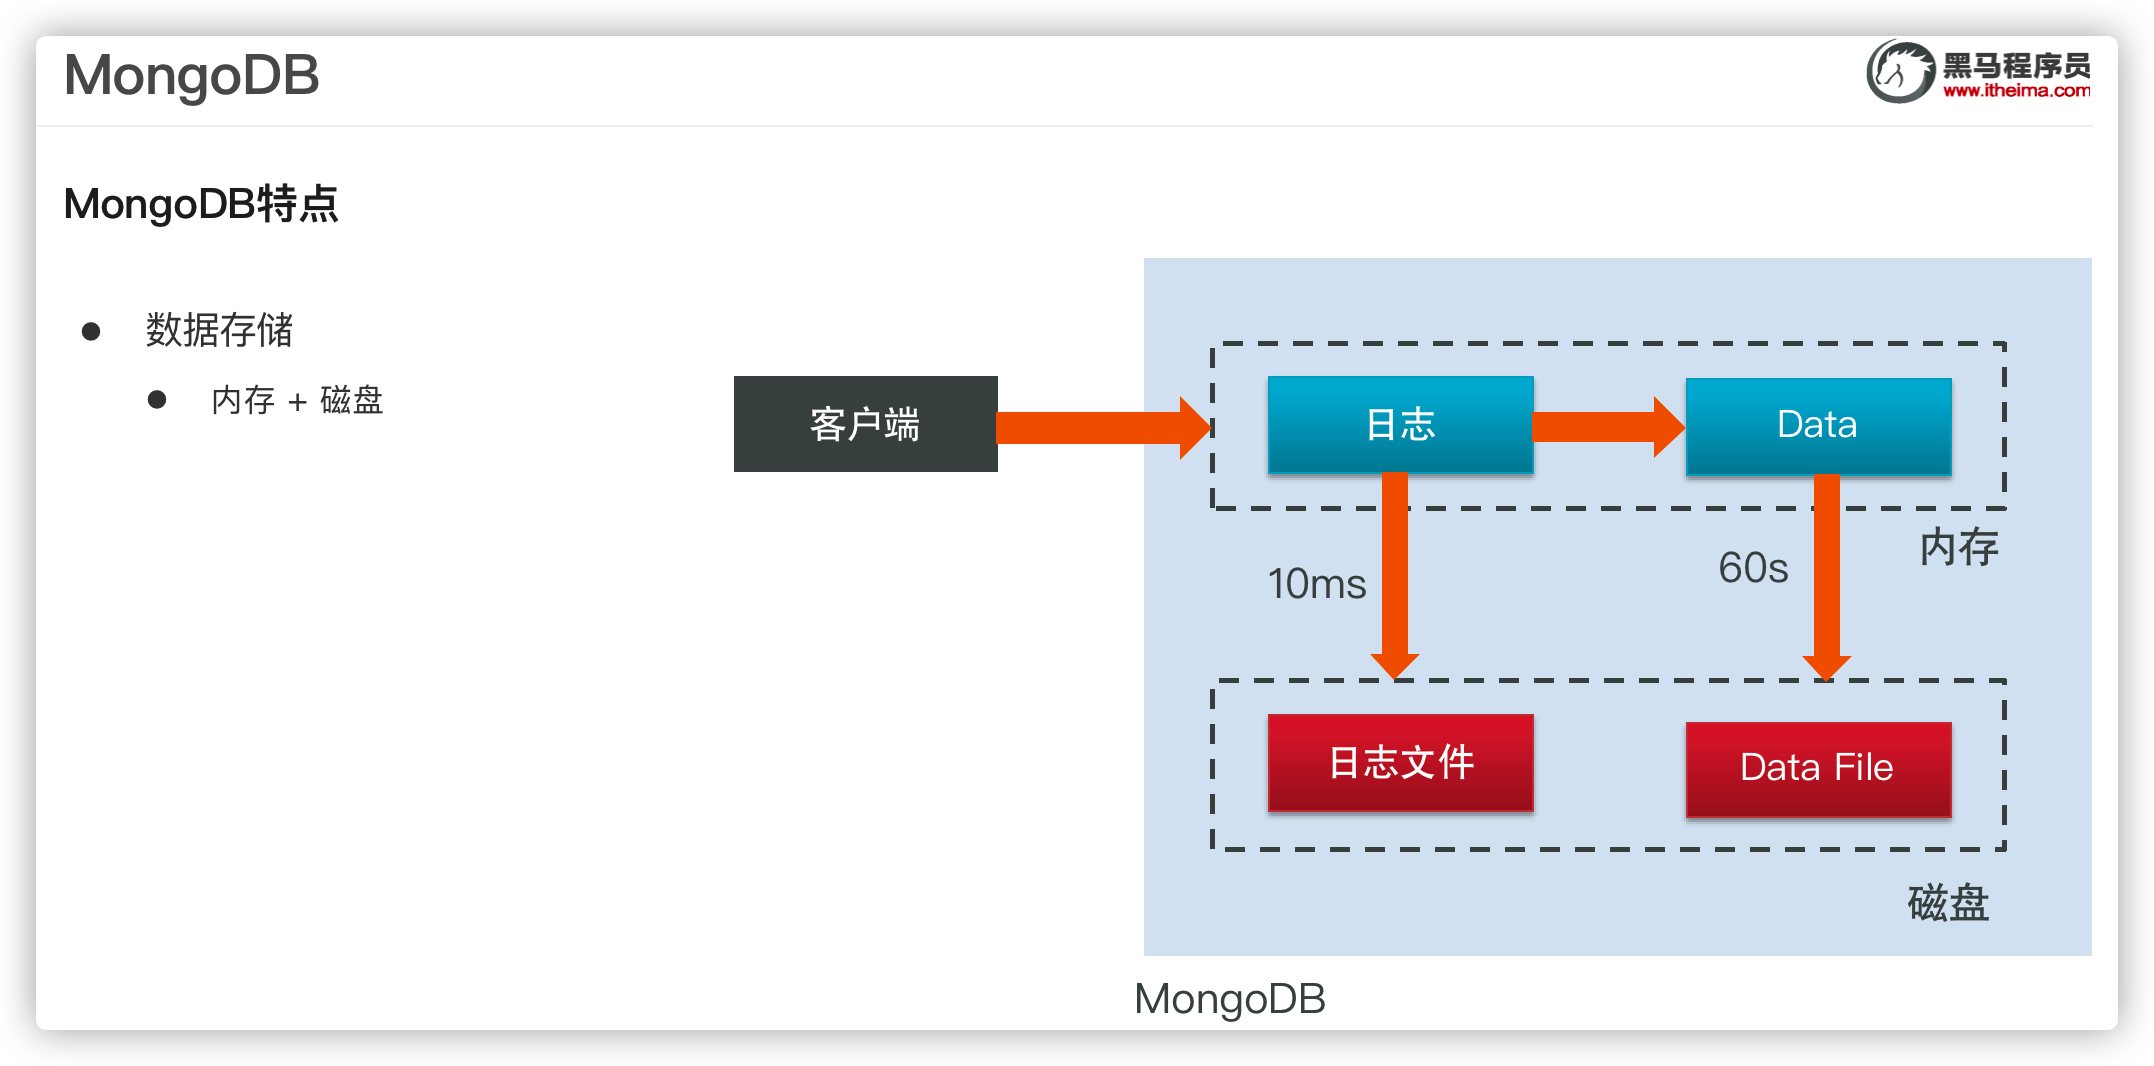 MongoDB
黑马程序员
www.itheima.com
MongoDB特点
数据存储
内存 + 磁盘
客户端
日志
Data
内存
10ms
60s
日志文件
Data File
磁盘
MongoDB